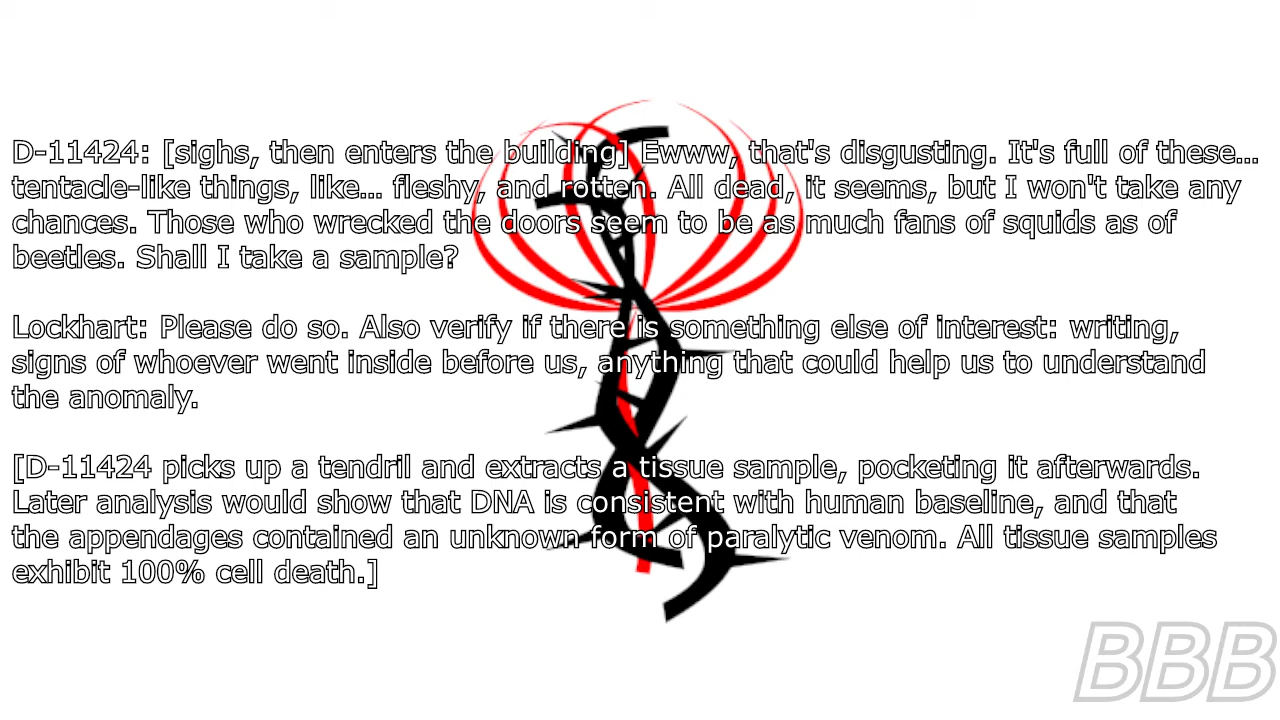 D-11424: [sighs, then enters the building] Ewww, that's disgusting. It's full of these...
tentacle-like things, like... fleshy, and rotten. All dead, it seems, but I won't take any
chances. Those who wrecked the doors seem to be as much fans of squids as of
beetles. Shall I take a sample?
Lockhart: Please do so. Also verify if there is something else of interest: writing,
signs of whoever went inside before us, anything that could help us to understand
the anomaly.
[D-11424 picks up a tendril and extracts a tissue sample, pocketing it afterwards.
Later analysis would show that DNA is consistent with human baseline, and that
the appendages contained an unknown form of paralytic venom. All tissue samples
exhibit 100% cell death.]
BBB